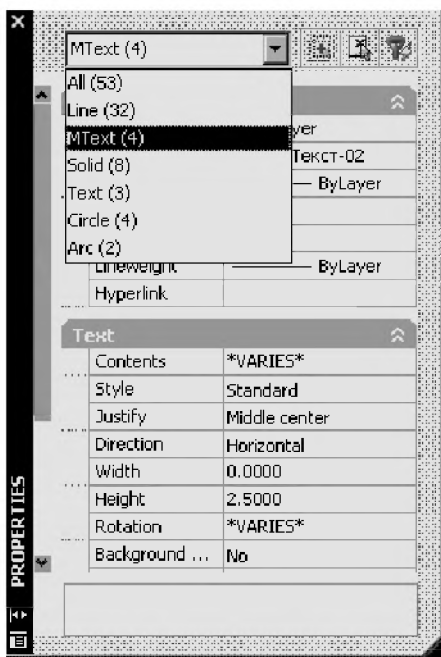 MText (4)
All (53)
Line (32)
MText (4)
Solid (8)
Text (3)
Circle (4)
Arc (2)
yer
Текст-02
ByLayer
Lineweight ByLayer
Hyperlink
Text
Contents *VARIES*
Style Standard
Justify Middle center
Direction Horizontal
Width 0.0000
Height 2.5000
Rotation *VARIES*
Background ... No
PROPERTIES